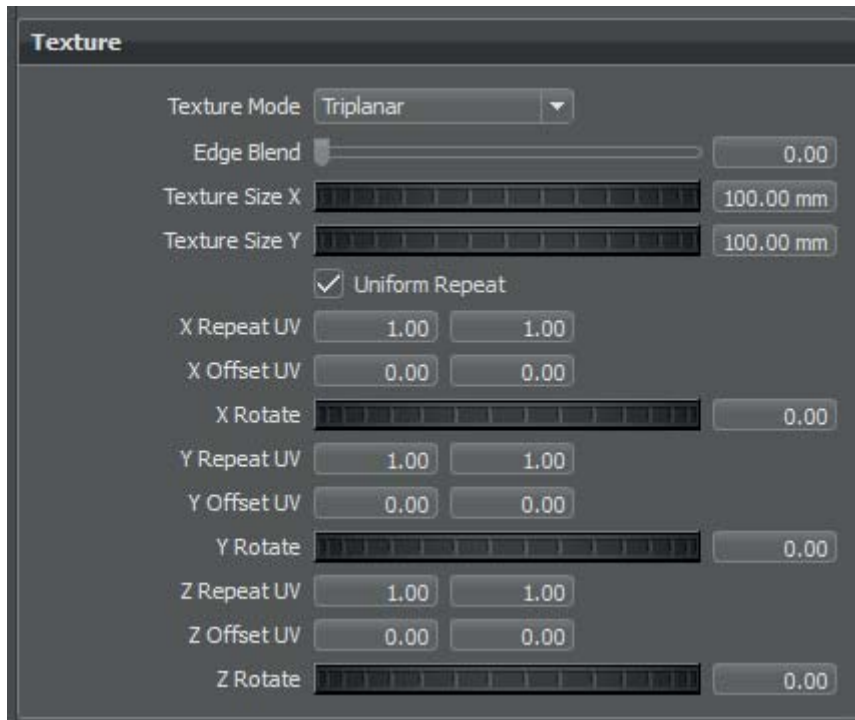 Texture
Texture Mode Triplanar
Edge Blend 0.00
Texture Size X 100.00 mm
Texture Size Y 100.00 mm
Uniform Repeat
X Repeat UV 1.00 1.00
X Offset UV 0.00 0.00
X Rotate 0.00
Y Repeat UV 1.00 1.00
Y Offset UV 0.00 0.00
Y Rotate 0.00
Z Repeat UV 1.00 1.00
Z Offset UV 0.00 0.00
Z Rotate 0.00